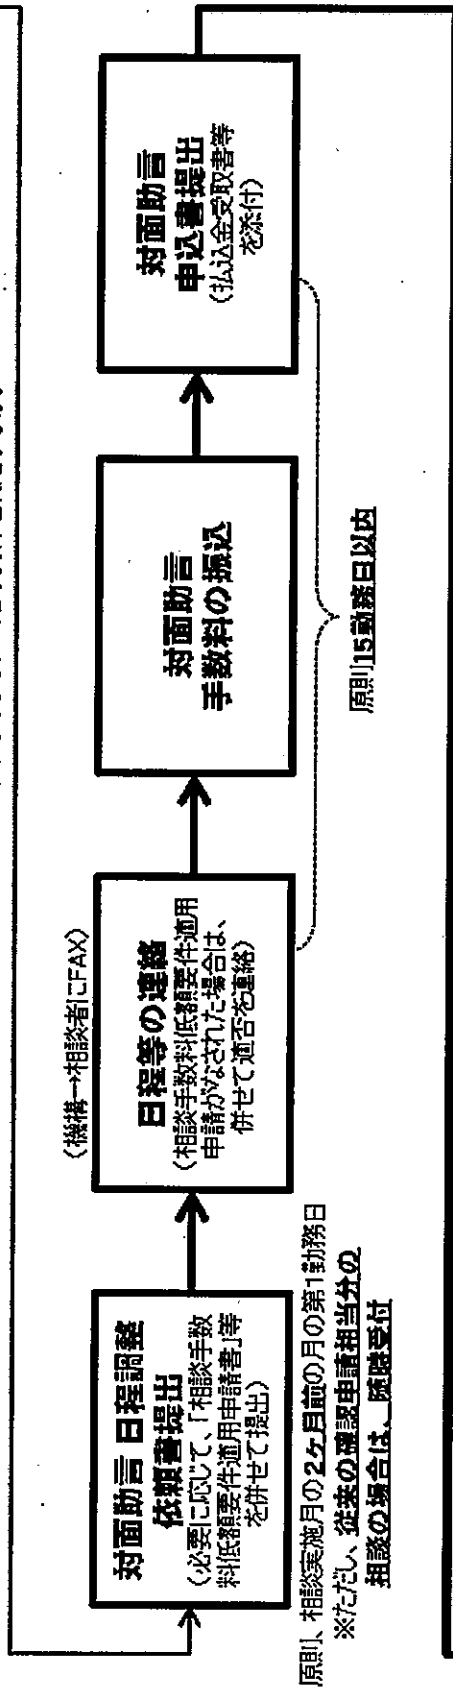 対面助言 日程調整
依頼書提出
(必要に応じて、「相談手数
料低額要件適用申請書」等
を併せて提出)
原則、相談実施月の2ヶ月前の月の第1勤務日
※ただし、従来の確認申請相当分の
相談の場合は、随時受付
(機構→相談者にFAX)
日程等の連絡
(相談手数料低額要件適用
申請がなされた場合は、
併せて適否を連絡)
対面助言
手数料の振込
対面助言
申込書提出
(払込金受取書等
を添付)
原則15勤務日以内